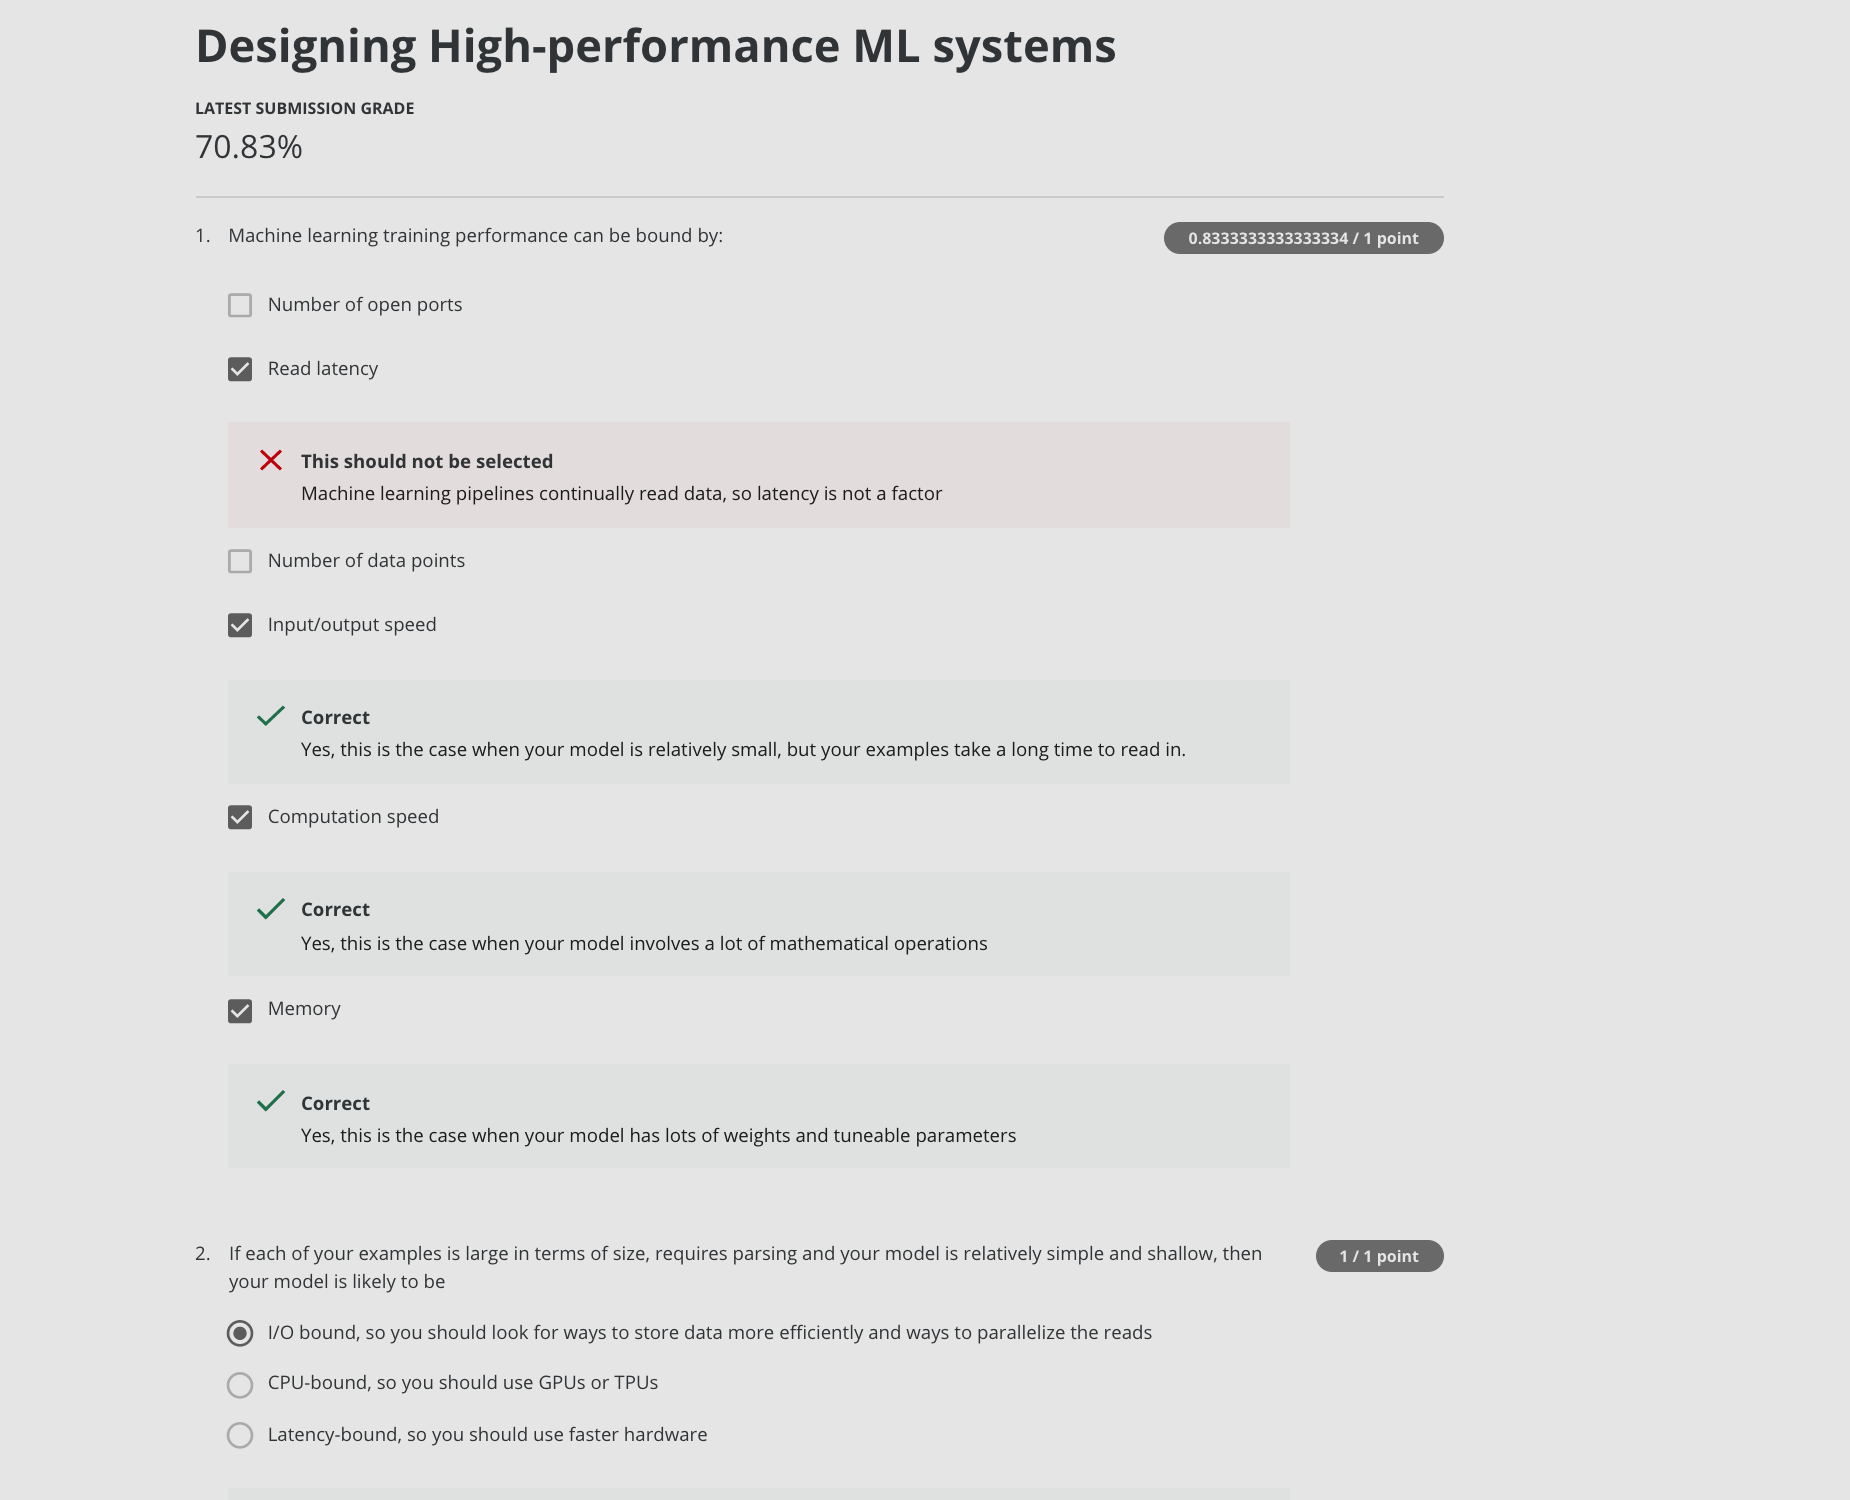 Designing High-performance ML systems
LATEST SUBMISSION GRADE
70.83%
1. Machine learning training performance can be bound by:
0.8333333333333334 / 1 point
Number of open ports
Read latency
This should not be selected
Machine learning pipelines continually read data, so latency is not a factor
Number of data points
Input/output speed
Correct
Yes, this is the case when your model is relatively small, but your examples take a long time to read in.
Computation speed
Correct
Yes, this is the case when your model involves a lot of mathematical operations
Memory
Correct
Yes, this is the case when your model has lots of weights and tuneable parameters
2. If each of your examples is large in terms of size, requires parsing and your model is relatively simple and shallow, then
your model is likely to be
1 / 1 point
I/O bound, so you should look for ways to store data more efficiently and ways to parallelize the reads
CPU-bound, so you should use GPUs or TPUs
Latency-bound, so you should use faster hardware